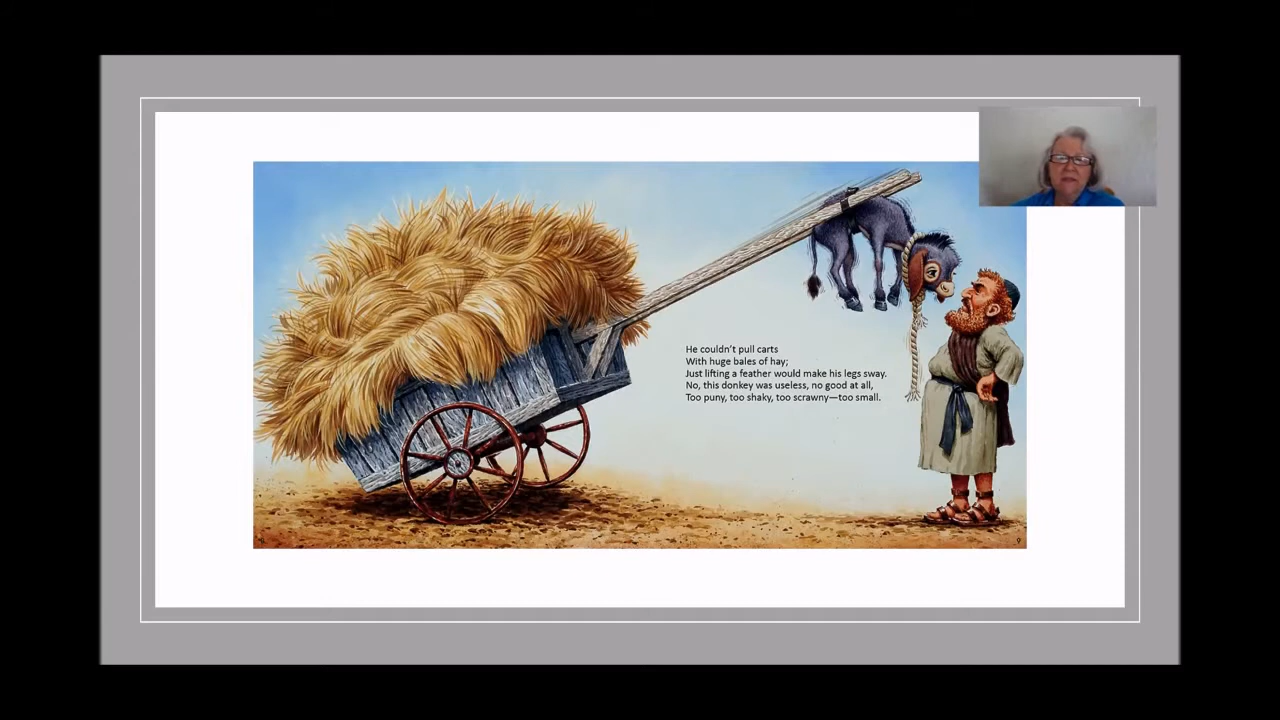 He couldn't pull carts
With huge bales of hay;
Just lifting a feather would make his legs sway.
No, this donkey was useless, no good at all,
Too puny, too shaky, too scrawny—too small.
9